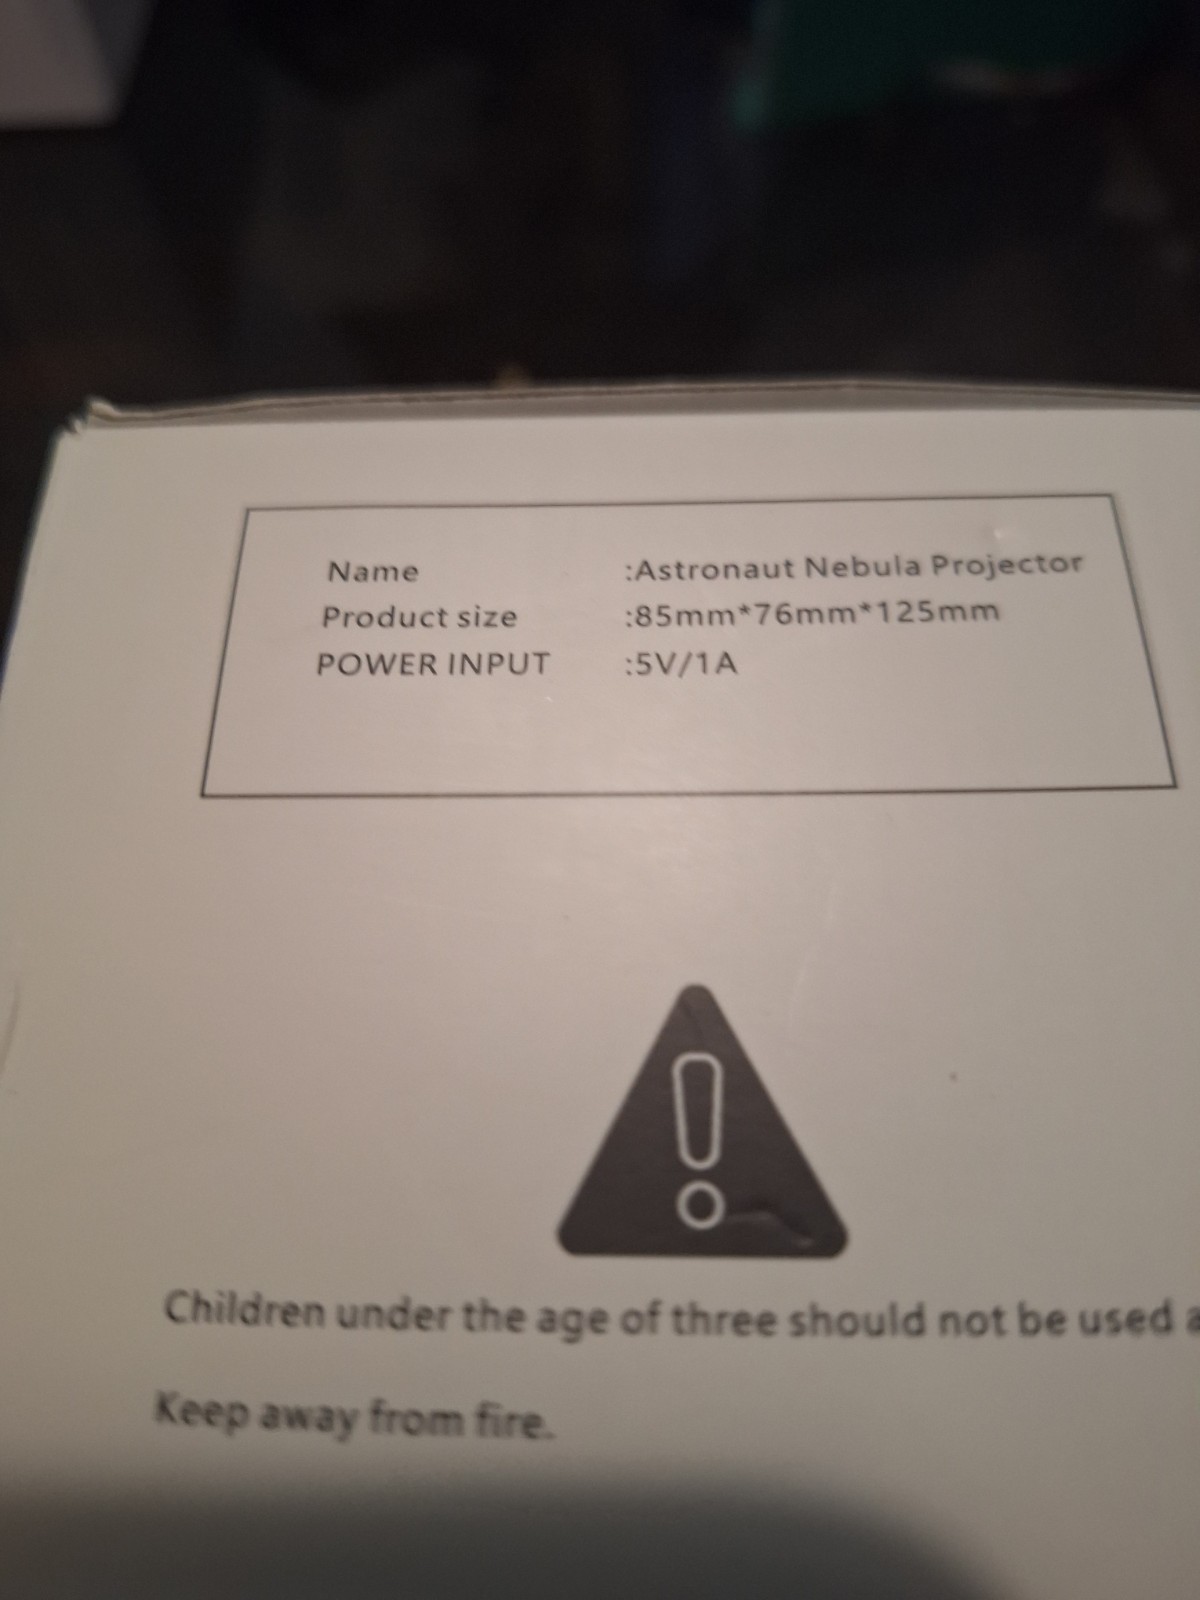 Name :Astronaut Nebula Projector
Product size :85mm*76mm*125mm
POWER INPUT :5V/1A
Children under the age of three should not be used
Keep away from fire.